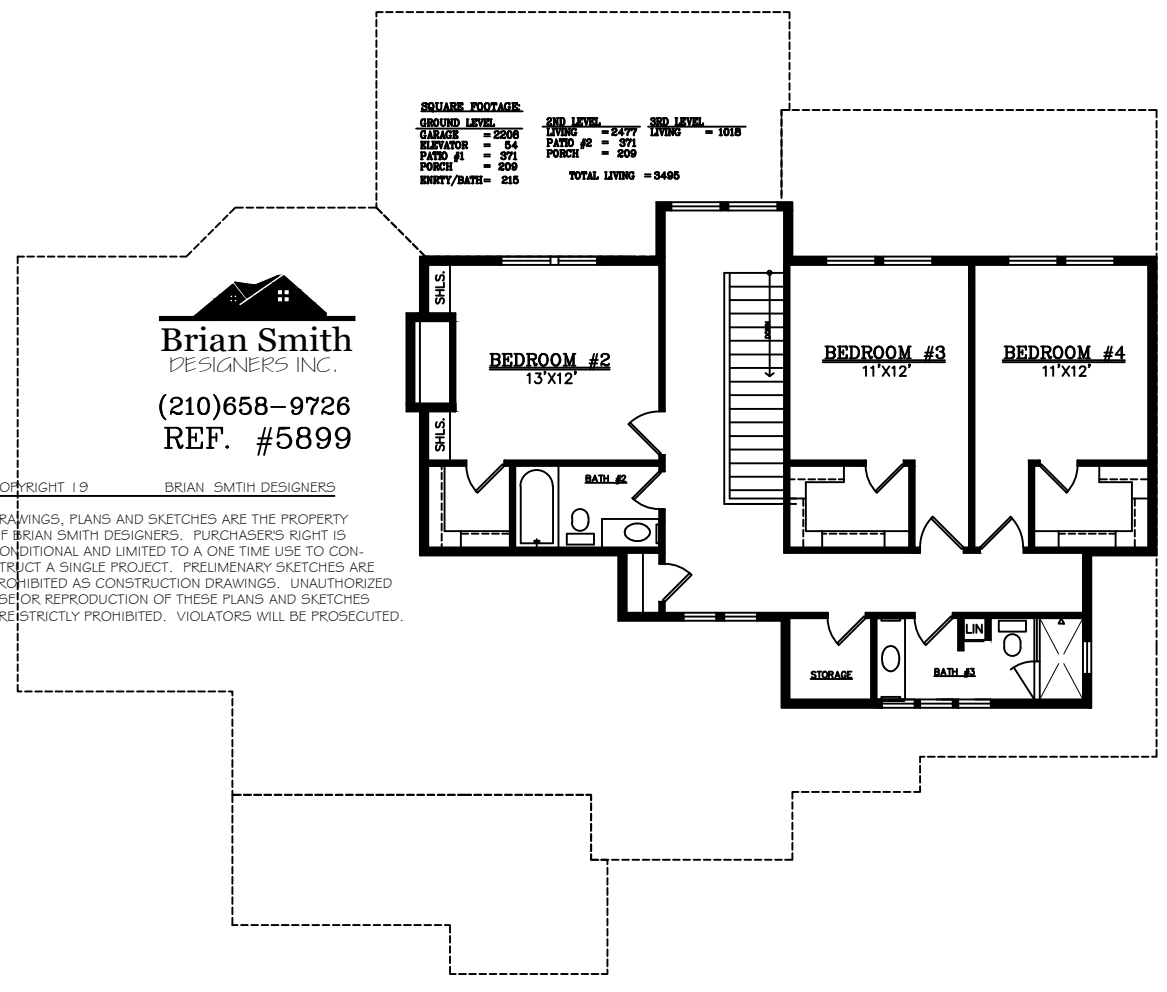 SQUARE FOOTAGE:
GROUND LEVEL
GARAGE = 2208
ELEVATOR = 54
PATIO #1 = 371
PORCH = 209
ENRTY/BATH= 215
2ND LEVEL
LIVING = 2477
PATIO #2 = 371
PORCH = 209
3RD LEVEL
LIVING = 1018
TOTAL LIVING = 3495
Brian Smith
DESIGNERS INC.
(210)658-9726
REF. #5899
OPYRIGHT 19 BRIAN SMTIH DESIGNERS
RAWINGS, PLANS AND SKETCHES ARE THE PROPERTY
F BRIAN SMITH DESIGNERS. PURCHASER'S RIGHT IS
ONDITIONAL AND LIMITED TO A ONE TIME USE TO CON-
TRUCT A SINGLE PROJECT. PRELIMENARY SKETCHES ARE
ROHIBITED AS CONSTRUCTION DRAWINGS. UNAUTHORIZED
SE OR REPRODUCTION OF THESE PLANS AND SKETCHES
RE STRICTLY PROHIBITED. VIOLATORS WILL BE PROSECUTED.
SHLS.
BEDROOM #2
13'X12'
SHLS.
BATH #2
DOWN
BEDROOM #3
11'X12'
BEDROOM #4
11'X12'
STORAGE
LIN
BATH #3